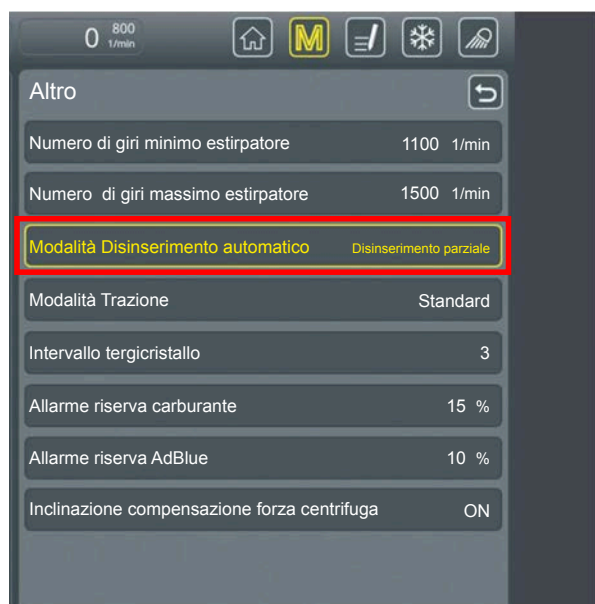 0 800
1/min
M
Altro
Numero di giri minimo estirpatore 1100 1/min
Numero di giri massimo estirpatore 1500 1/min
Modalità Disinserimento automatico Disinserimento parziale
Modalità Trazione Standard
Intervallo tergicristallo 3
Allarme riserva carburante 15 %
Allarme riserva AdBlue 10 %
Inclinazione compensazione forza centrifuga ON